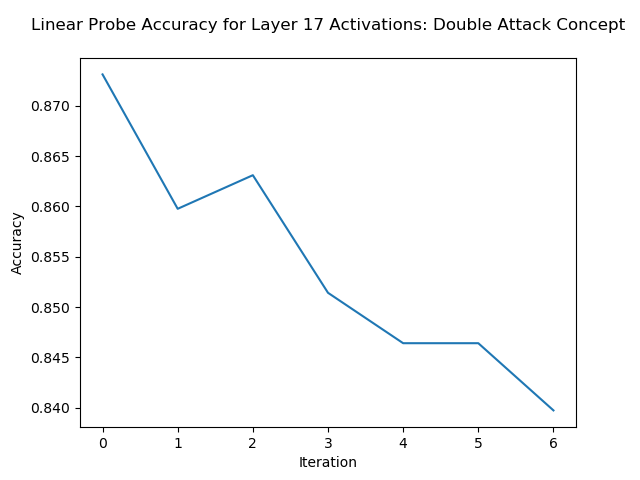 Linear Probe Accuracy for Layer 17 Activations: Double Attack Concept
0.870
0.865
0.860
0.855
0.850
0.845
0.840
Accuracy
0 1 2 3 4 5 6
Iteration